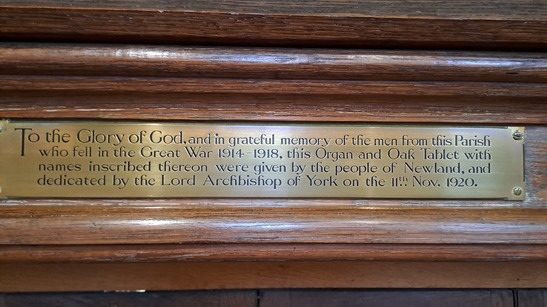 To the Glory of God, and in grateful memory of the men from this Parish
who fell in the Great War 1914-1918, this Organ and Oak Tablet with
names inscribed thereon were given by the people of Newland, and
dedicated by the Lord Archbishop of York on the 11th Nov. 1920.